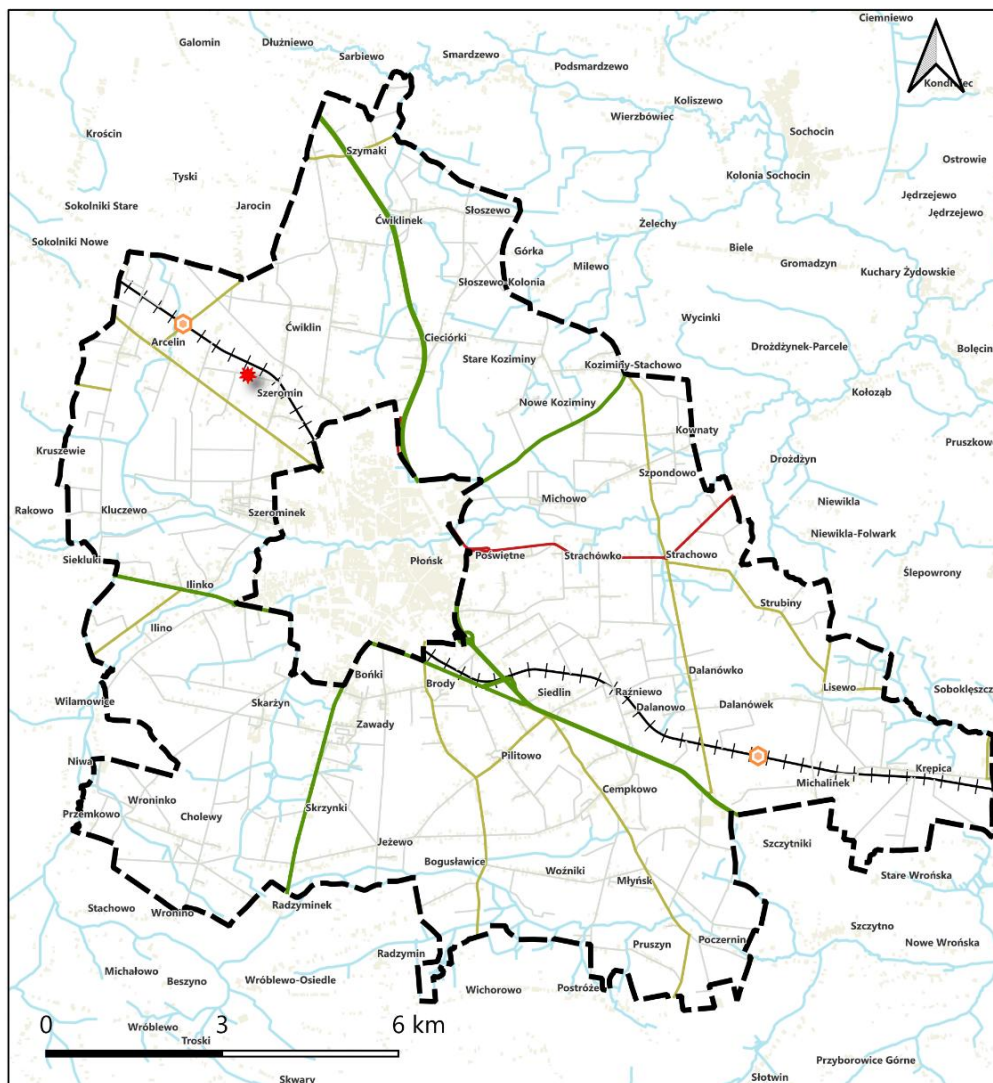 Ciemniewo
Galomin
Dłużniewo
Sarbiewo
Smardzewo
Podsmardzewo
Koliszewo
Wierzbówiec
Krościn
Sochocin
Szymaki
Ostrowie
Tyski
Kolonia Sochocin
Jędrzejewo
Sokolniki Stare
Jarocin
Słoszewo
Jędrzejewo
Ćwiklinek
Żelechy
Sokolniki Nowe
Górka
Biele
Milewo
Gromadzyn
Kuchary Żydowskie
Słoszewo-Kolonia
Wycinki
Ćwiklin
Arcelin
Cieciórki
Drożdżynek-Parcele
Bolęcin
Stare Koziminy
Koziminy-Stachowo
Szeromin
Kołoząb
Nowe Koziminy
Kownaty
Pruszkowo
Kruszewie
Drożdżyn
Szpondowo
Michowo
Niewikla
Rakowo
Kluczewo
Szerominek
Niewikla-Folwark
Siekluki
Płońsk
Poświętne
Strachówko
Strachowo
Ślepowrony
Ilinko
Strubiny
Ilino
Dalanówko
Bońki
Brody
Siedlin
Raźniewo
Lisewo
Soboklęszcz
Wilamowice
Skarżyn
Dalanowo
Dalanówek
Zawady
Niwa
Pilitowo
Krępica
Wroninko
Cempkowo
Michalinek
Przemkowo
Cholewy
Skrzynki
Jeżewo
Szczytniki
Bogusławice
Woźniki
Stare Wrońska
Młyńsk
Stachowo
Wronino
Radzyminek
Szczytno
Radzymin
Pruszyn
Poczernin
Nowe Wrońska
Michałowo
Beszyno
Wróblewo-Osiedle
Wichorowo
Postróże
0 3 6 km
Wróblewo
Troski
Przyborowice Górne
Skwary
Słotwin